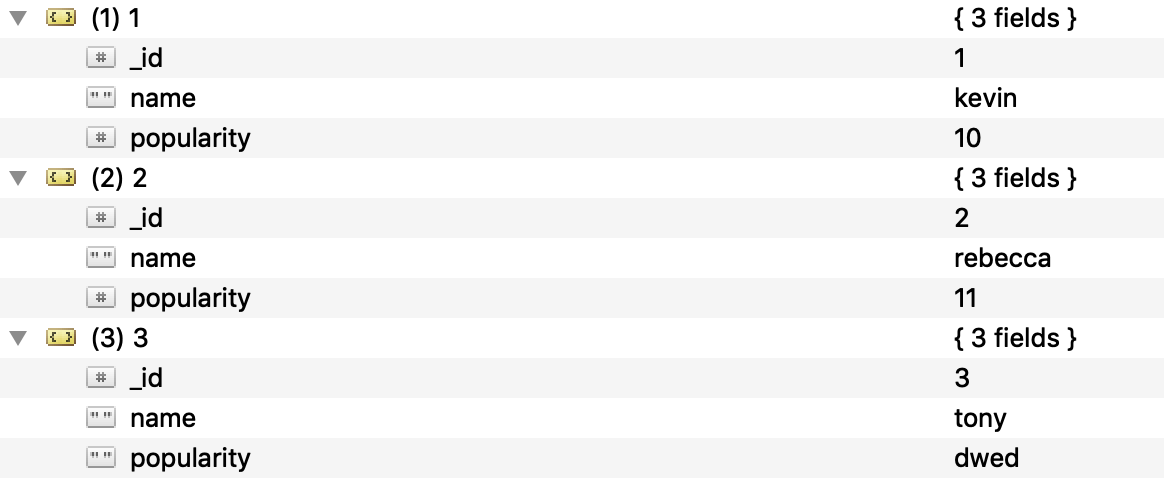 (1) 1 { 3 fields }
_id 1
name kevin
popularity 10
(2) 2 { 3 fields }
_id 2
name rebecca
popularity 11
(3) 3 { 3 fields }
_id 3
name tony
popularity dwed